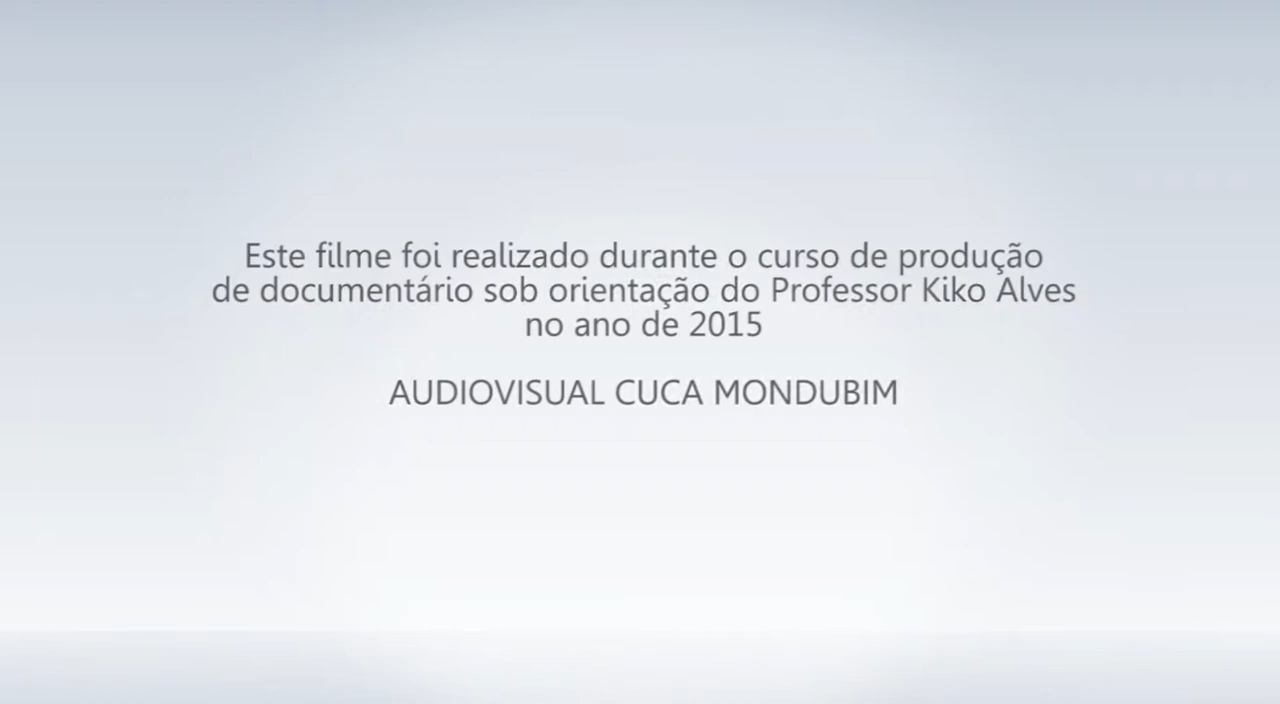 Este filme foi realizado durante o curso de produção
de documentário sob orientação do Professor Kiko Alves
no ano de 2015
AUDIOVISUAL CUCA MONDUBIM